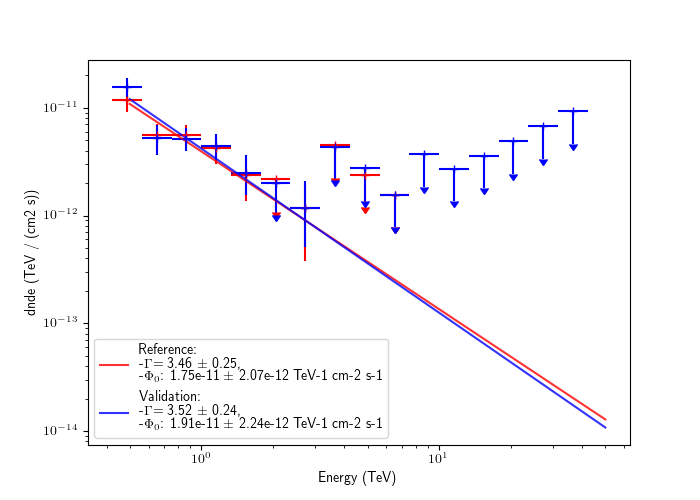 10⁻¹¹
10⁻¹²
10⁻¹³
10⁻¹⁴
dnde (TeV / (cm2 s))
Reference:
-Γ= 3.46 ± 0.25,
-Φ₀: 1.75e-11 ± 2.07e-12 TeV-1 cm-2 s-1
Validation:
-Γ= 3.52 ± 0.24,
-Φ₀: 1.91e-11 ± 2.24e-12 TeV-1 cm-2 s-1
10⁰
10¹
Energy (TeV)